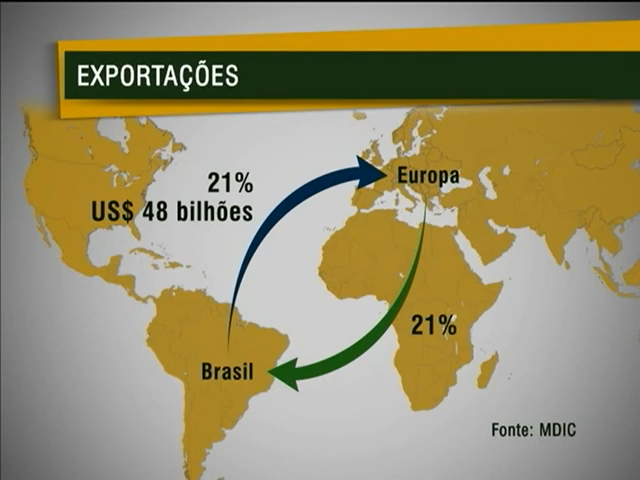 EXPORTAÇÕES
21%
US$ 48 bilhões
Europa
21%
Brasil
Fonte: MDIC